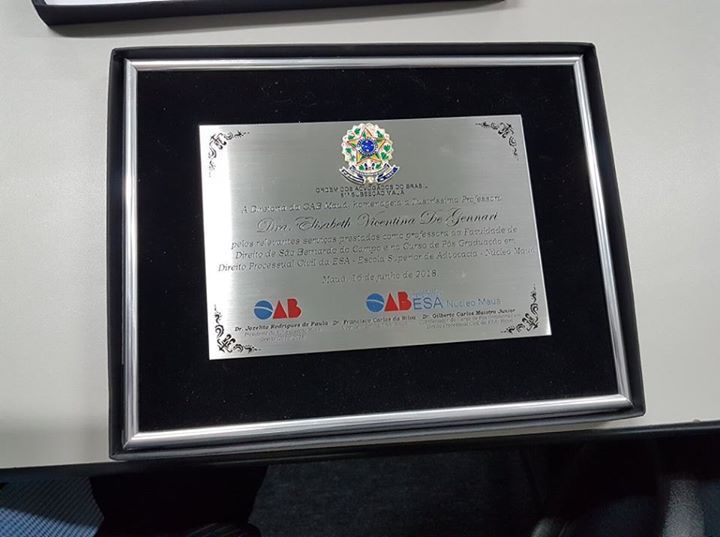 ORDEM DOS ADVOGADOS DO BRASIL
SUBSEÇÃO MAUÁ
A Diretoria da OAB Mauá, homenageia a Ilustríssima Professora
Dra. Elisabeth Vicentina De Gennari
pelos relevantes serviços prestados como professora da Faculdade de
Direito de São Bernardo do Campo e no Curso de Pós Graduação em
Direito Processual Civil da ESA - Escola Superior de Advocacia - Núcleo Mauá
Mauá, 16 de junho de 2018
OAB
OAB ESA Núcleo Mauá
Dr. Rodrigues de Paula Dr. Francisco Carlos da Silva Dr. Gilberto Carlos Maistro Junior